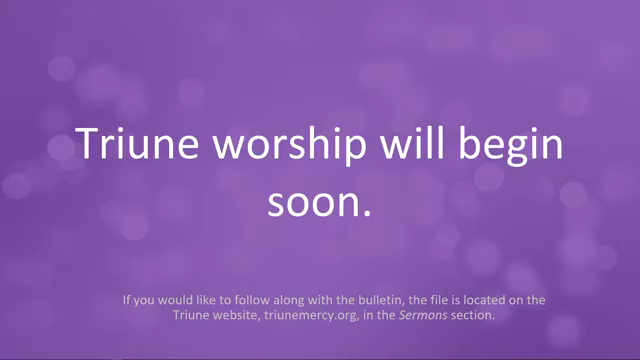 Triune worship will begin
soon.
If you would like to follow along with the bulletin, the file is located on the
Triune website, triunemercy.org, in the Sermons section.